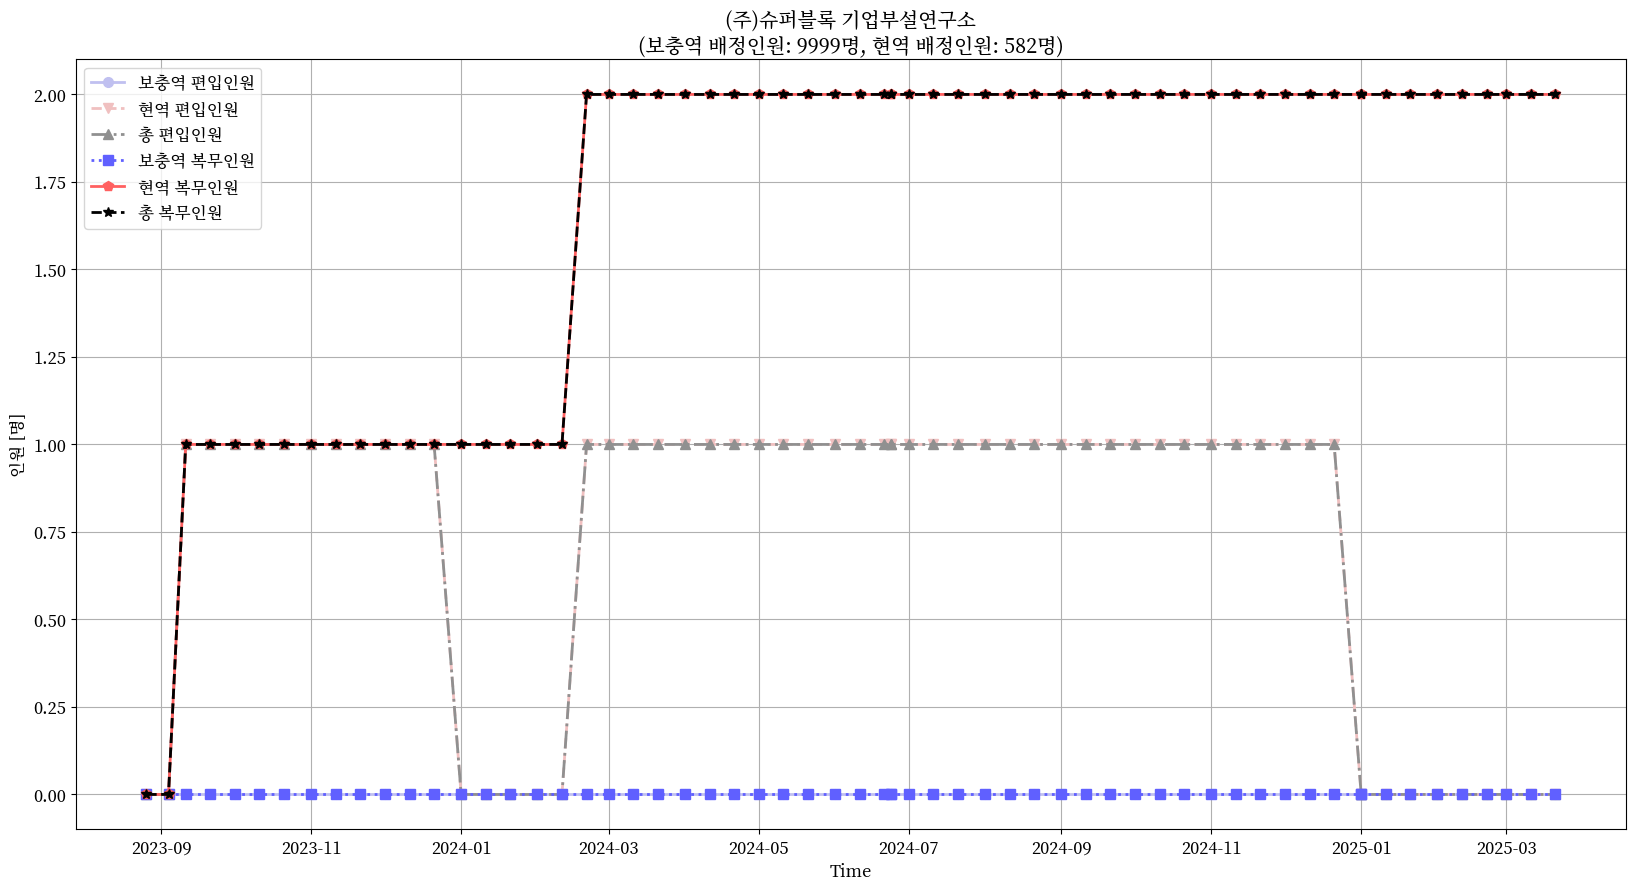 (주)슈퍼블록 기업부설연구소
(보충역 배정인원: 9999명, 현역 배정인원: 582명)
보충역 편입인원
현역 편입인원
총 편입인원
보충역 복무인원
현역 복무인원
총 복무인원
인원 [명]
2.00
1.75
1.50
1.25
1.00
0.75
0.50
0.25
0.00
2023-09
2023-11
2024-01
2024-03
2024-05
2024-07
2024-09
2024-11
2025-01
2025-03
Time